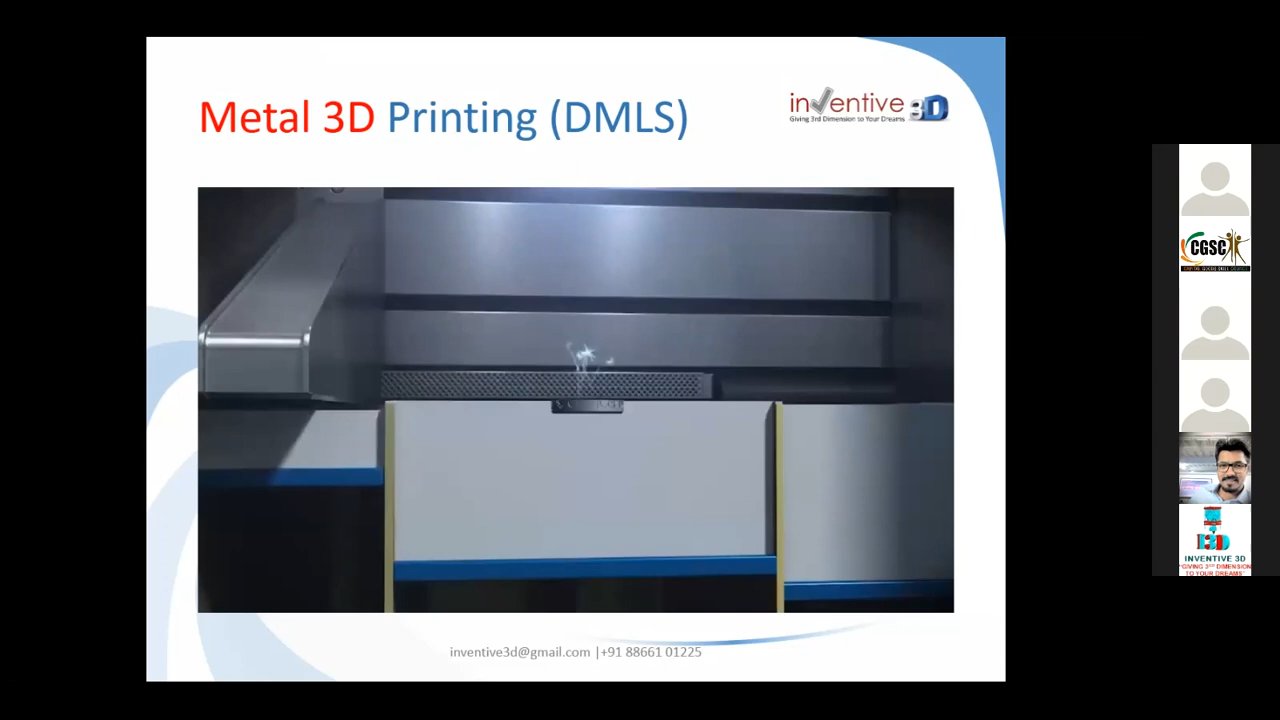 Metal 3D Printing (DMLS)
inventive 3D
Giving 3rd Dimension to Your Dreams
inventive3d@gmail.com |+91 88661 01225
CGSC
I3D
INVENTIVE 3D
"GIVING 3RD DIMENSION
TO YOUR DREAMS"